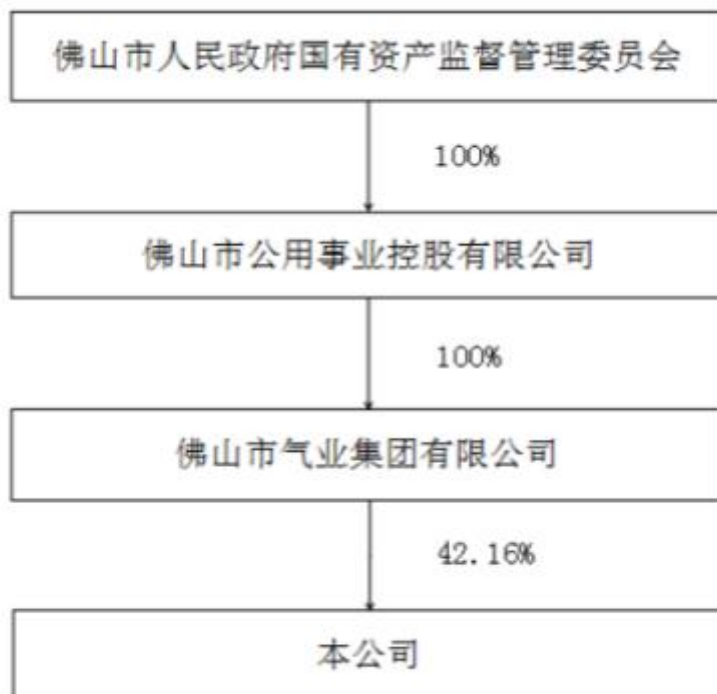 佛山市人民政府国有资产监督管理委员会
100%
佛山市公用事业控股有限公司
100%
佛山市气业集团有限公司
42.16%
本公司